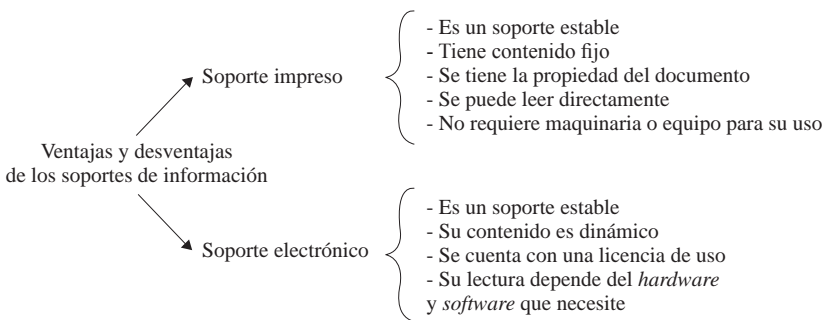 Ventajas y desventajas
de los soportes de información
Soporte impreso
- Es un soporte estable
- Tiene contenido fijo
- Se tiene la propiedad del documento
- Se puede leer directamente
- No requiere maquinaria o equipo para su uso
Soporte electrónico
- Es un soporte estable
- Su contenido es dinámico
- Se cuenta con una licencia de uso
- Su lectura depende del hardware
y software que necesite